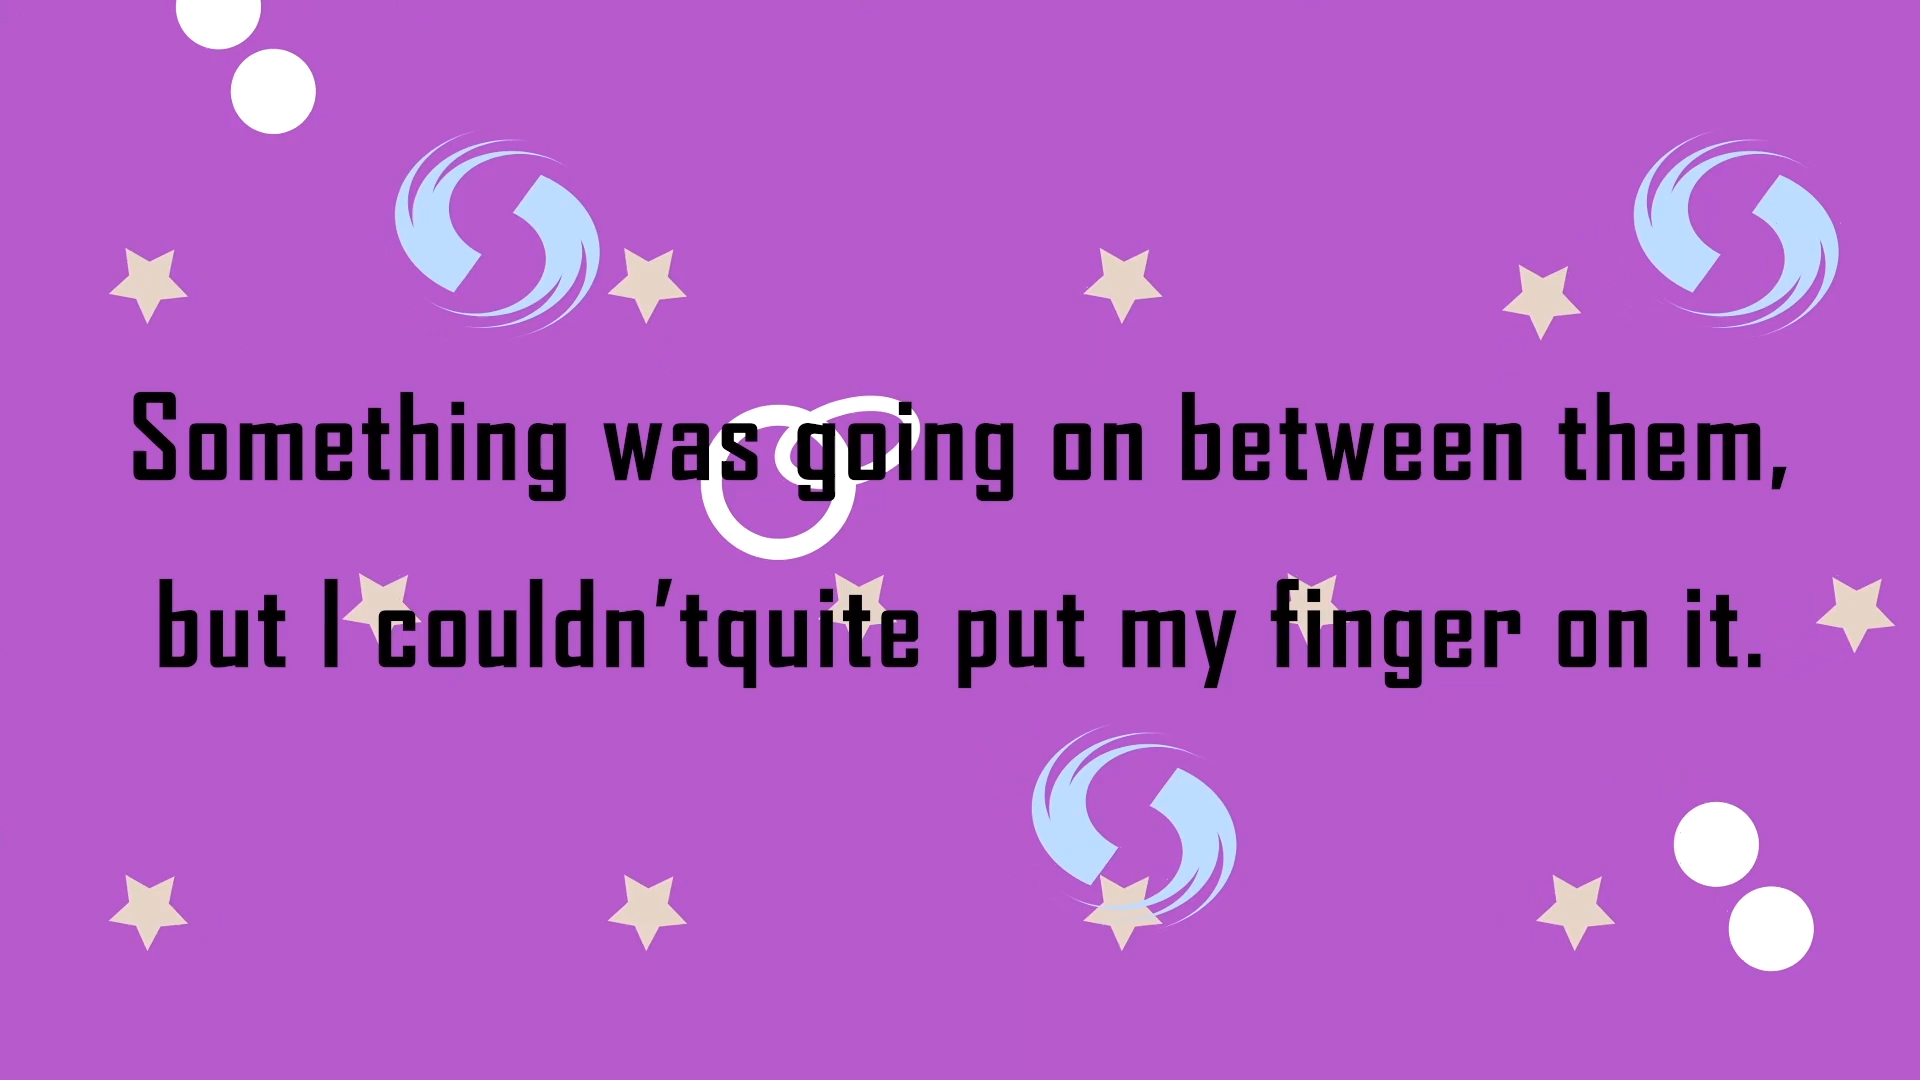 Something was going on between them,
but I couldn’tquite put my finger on it.